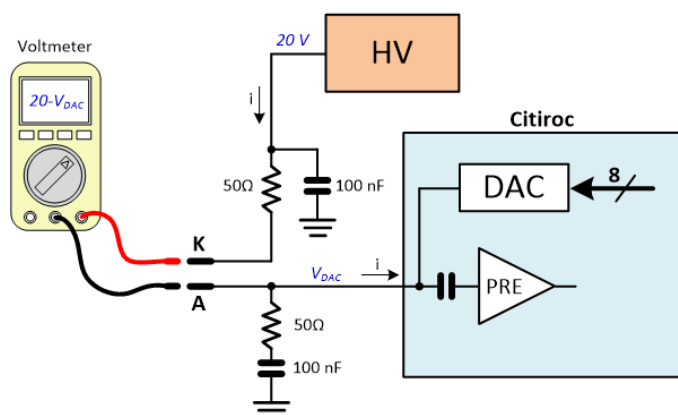 Voltmeter
20-VDAC
20 V
HV
i
50Ω
100 nF
Citiroc
DAC
8
K
A
VDAC
i
PRE
50Ω
100 nF